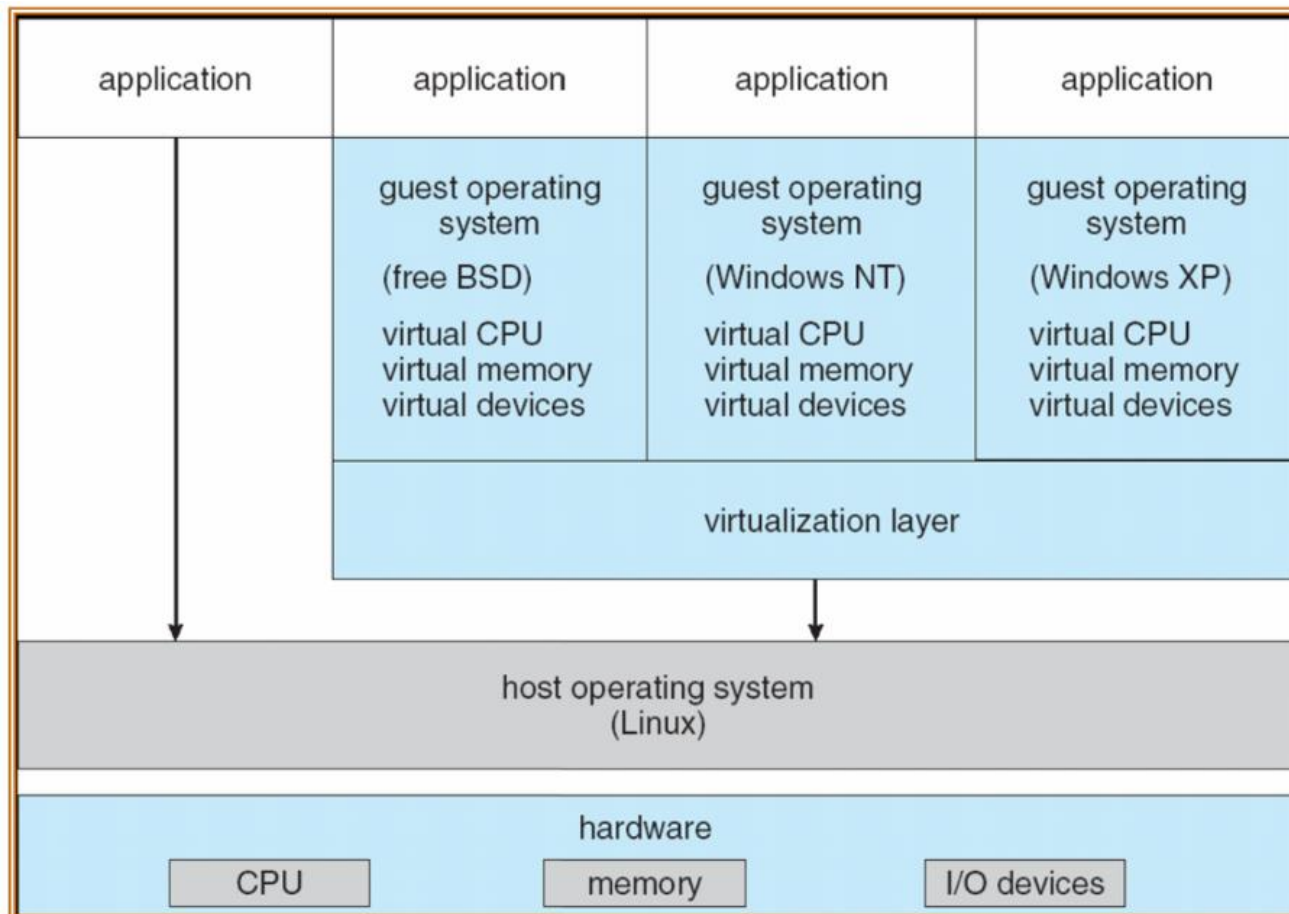 application
application
application
application
guest operating
system
(free BSD)
virtual CPU
virtual memory
virtual devices
guest operating
system
(Windows NT)
virtual CPU
virtual memory
virtual devices
guest operating
system
(Windows XP)
virtual CPU
virtual memory
virtual devices
virtualization layer
host operating system
(Linux)
hardware
CPU
memory
I/O devices